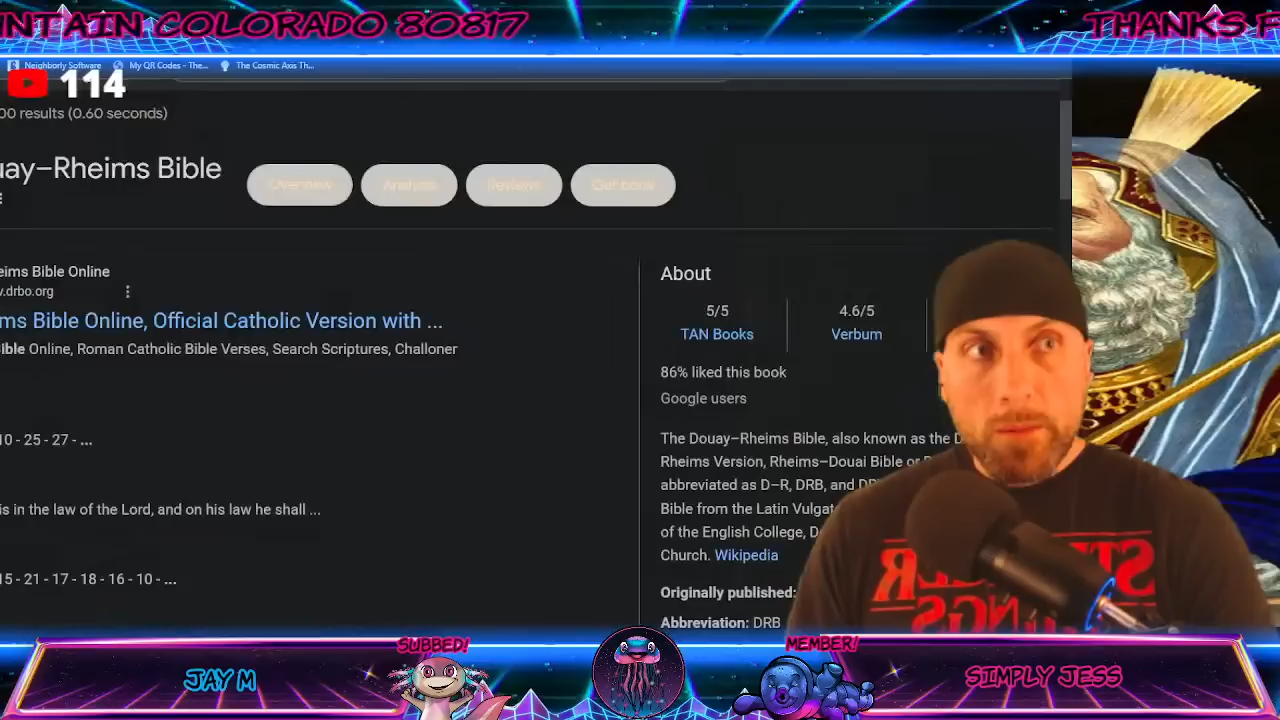 NTAIN COLORADO 80817
THANKS F
Neighborly Software
My QR Codes - The...
The Cosmic Axis Th...
114
00 results (0.60 seconds)
uay–Rheims Bible
Overview
Analysis
Reviews
Get book
eims Bible Online
v.drbo.org
ms Bible Online, Official Catholic Version with ...
ible Online, Roman Catholic Bible Verses, Search Scriptures, Challoner
10 - 25 - 27 - ...
is in the law of the Lord, and on his law he shall ...
15 - 21 - 17 - 18 - 16 - 10 - ...
About
5/5
TAN Books
4.6/5
Verbum
86% liked this book
Google users
The Douay–Rheims Bible, also known as the D
Rheims Version, Rheims–Douai Bible or D
abbreviated as D–R, DRB, and DR
Bible from the Latin Vulgat
of the English College, D
Church. Wikipedia
Originally published:
Abbreviation: DRB
SUBBED!
JAY M
MEMBER!
SIMPLY JESS